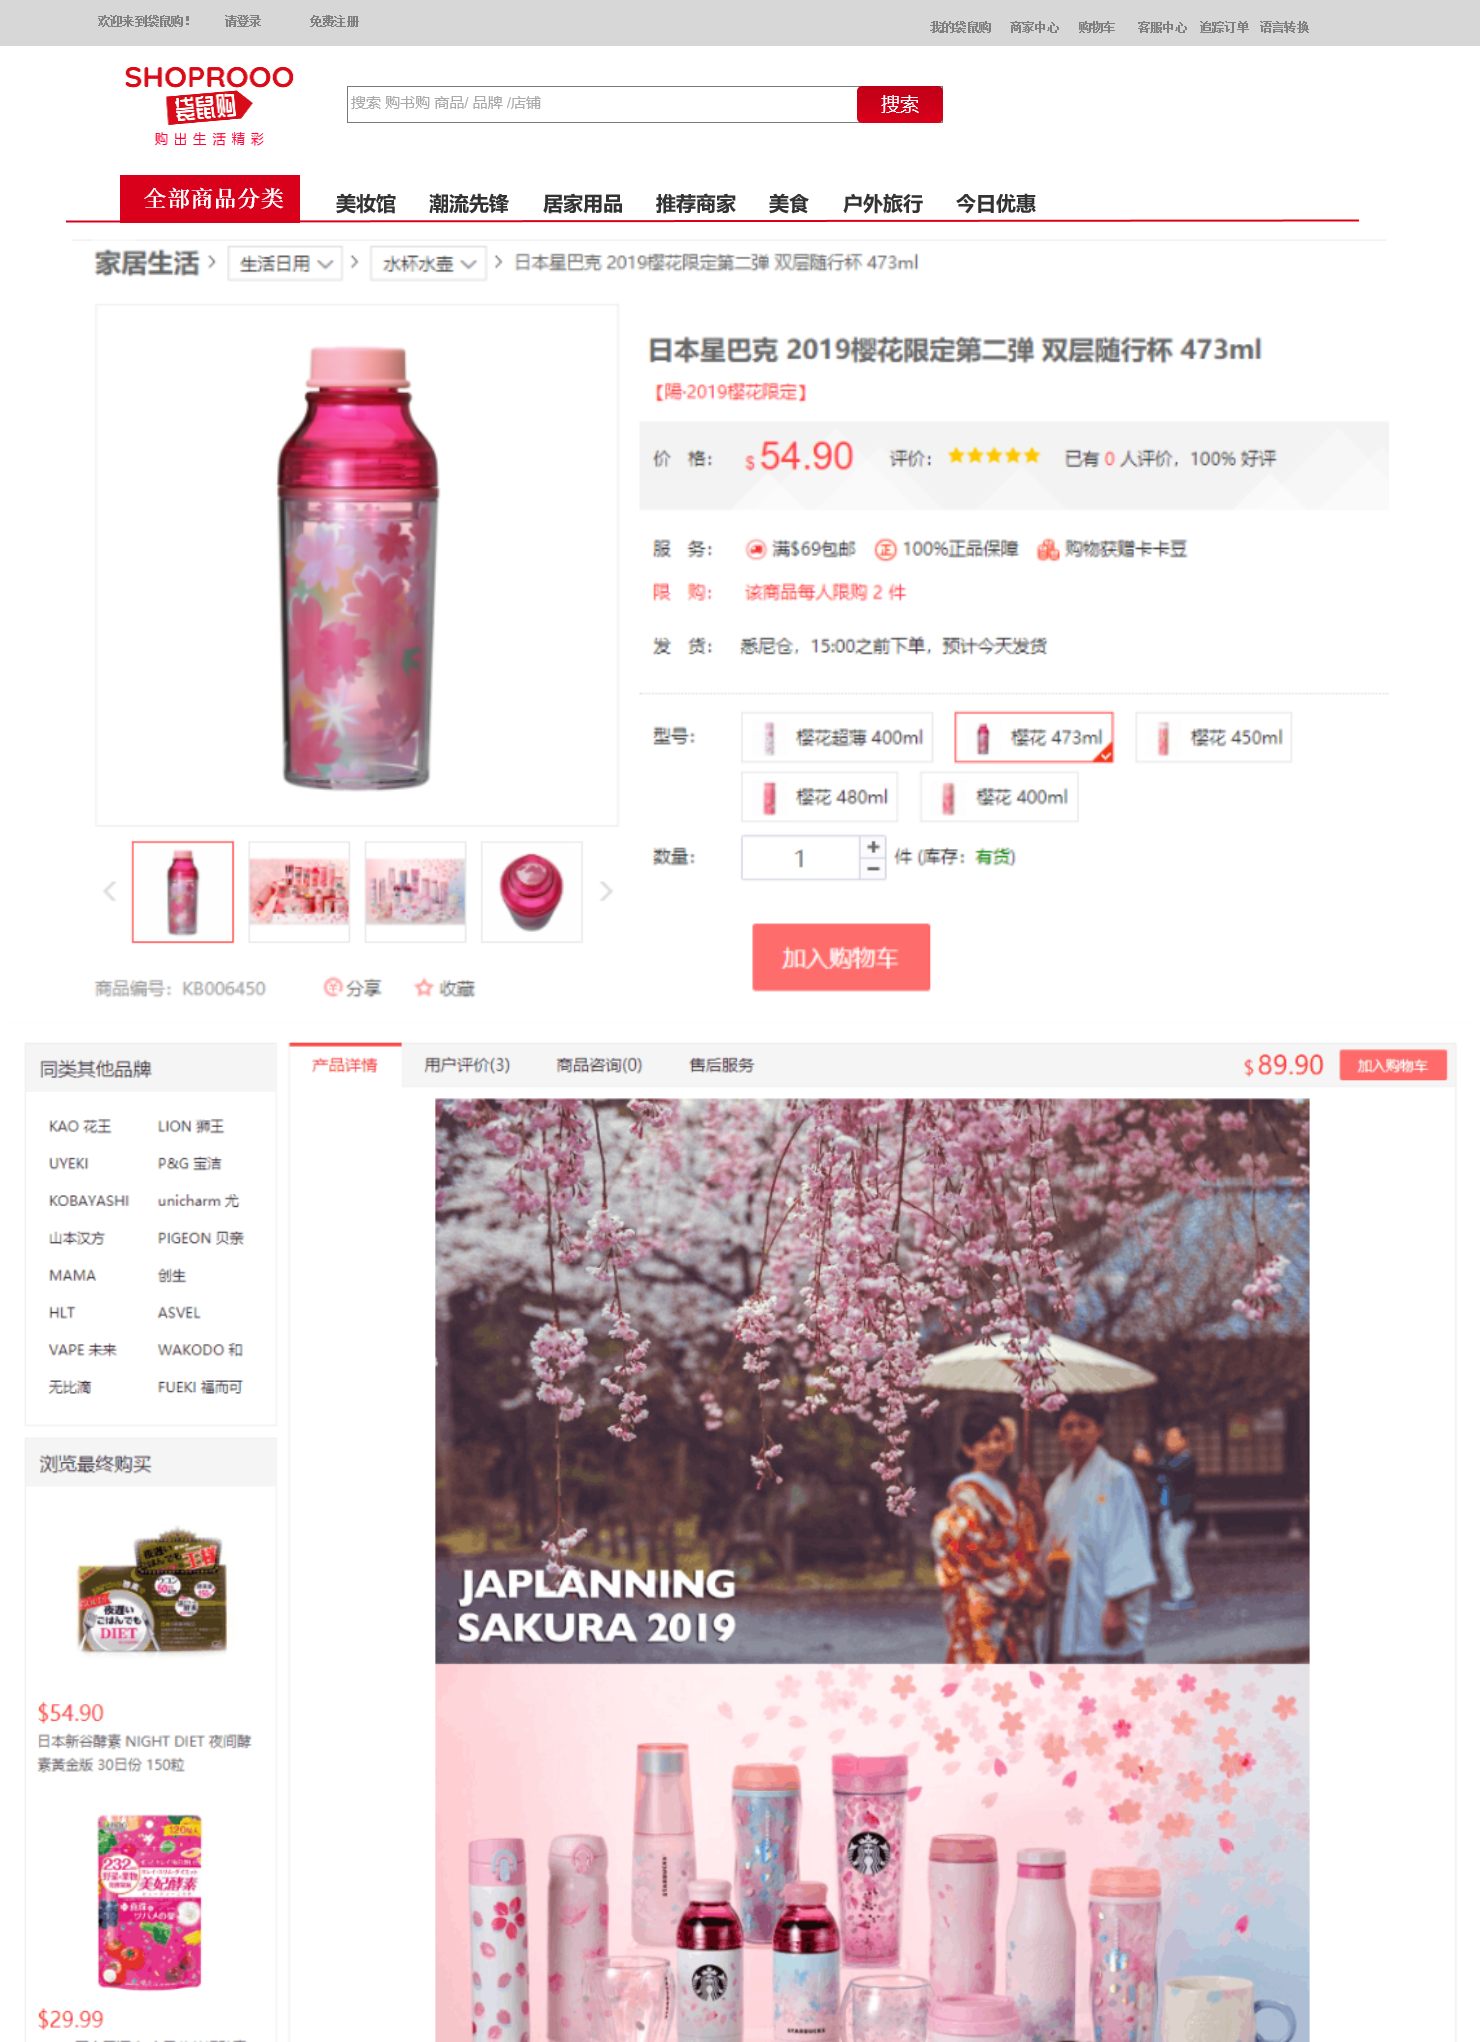 欢迎来到袋鼠购! 请登录 免费注册
我的袋鼠购 商家中心 购物车 客服中心 追踪订单 语言转换
SHOPROOO
袋鼠购
购出生活精彩
搜索 购书购 商品/ 品牌 /店铺 搜索
全部商品分类 美妆馆 潮流先锋 居家用品 推荐商家 美食 户外旅行 今日优惠
家居生活 > 生活日用 > 水杯水壶 > 日本星巴克 2019樱花限定第二弹 双层随行杯 473ml
日本星巴克 2019樱花限定第二弹 双层随行杯 473ml
【陽·2019樱花限定】
价 格： $ 54.90 评价： 已有 0 人评价，100% 好评
服 务： 满$69包邮 正 100%正品保障 购物获赠卡卡豆
限 购： 该商品每人限购 2 件
发 货： 悉尼仓，15:00之前下单，预计今天发货
型号： 樱花超薄 400ml 樱花 473ml 樱花 450ml
樱花 480ml 樱花 400ml
数量： 1 + − 件 (库存：有货)
加入购物车
商品编号：KB006450 分享 收藏
同类其他品牌
KAO 花王 LION 狮王
UYEKI P&G 宝洁
KOBAYASHI unicharm 尤
山本汉方 PIGEON 贝亲
MAMA 创生
HLT ASVEL
VAPE 未来 WAKODO 和
无比滴 FUEKI 福而可
浏览最终购买
夜遅い
ごはんでも
DIET
$54.90
日本新谷酵素 NIGHT DIET 夜间酵
素黃金版 30日份 150粒
232
美妃酵素
$29.99
产品详情 用户评价(3) 商品咨询(0) 售后服务 $ 89.90 加入购物车
JAPLANNING
SAKURA 2019
STARBUCKS